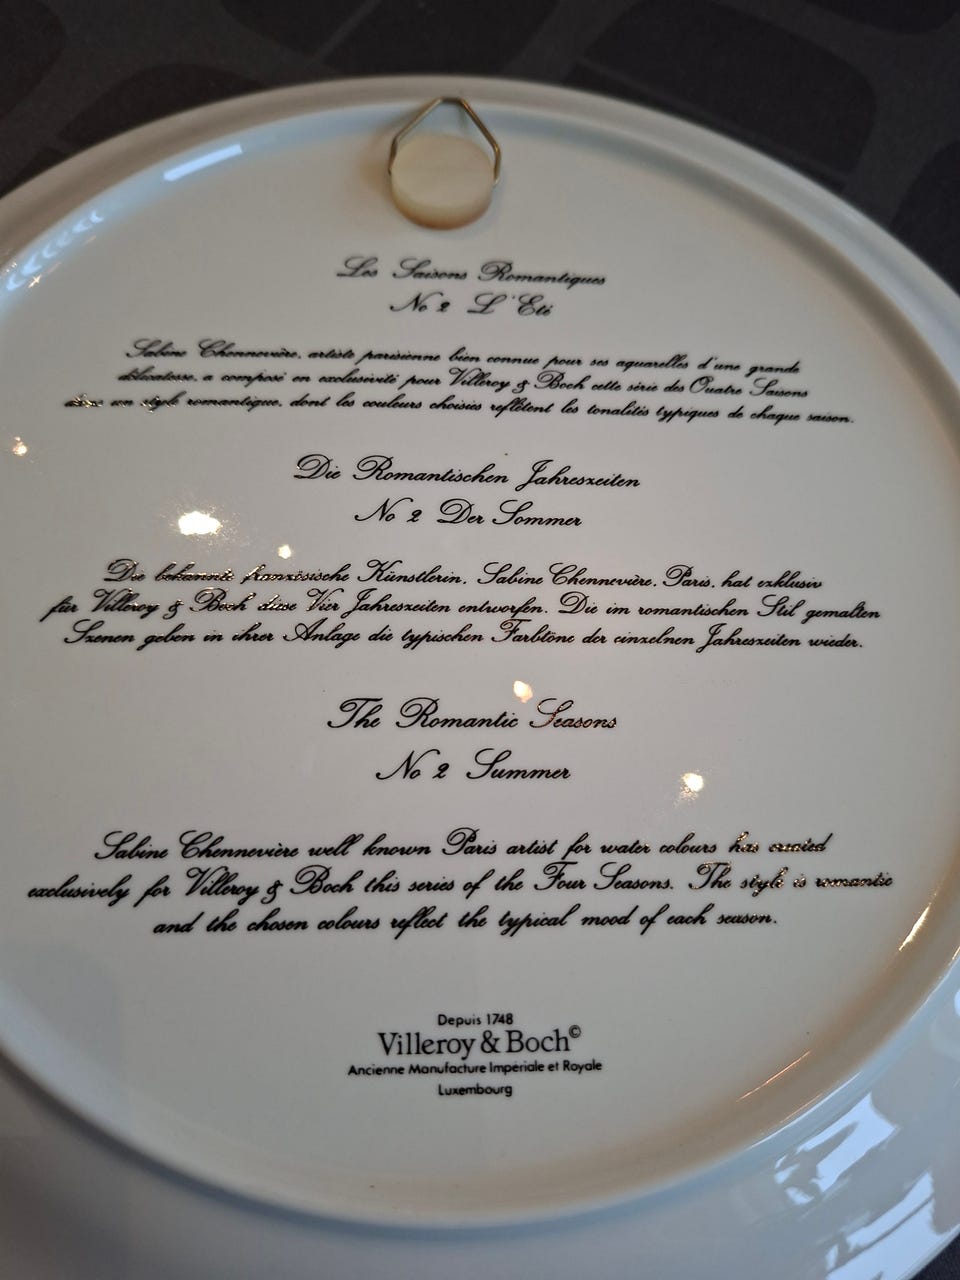 Les Saisons Romantiques
No 2 L'Eté
Sabine Chennevière, artiste parisienne bien connue pour ses aquarelles d'une grande
délicatesse, a composé en exclusivité pour Villeroy & Boch cette série des Quatre Saisons
dans un style romantique, dont les couleurs choisies reflètent les tonalités typiques de chaque saison.
Die Romantischen Jahreszeiten
No 2 Der Sommer
Die bekannte französische Künstlerin, Sabine Chennevière, Paris, hat exklusiv
für Villeroy & Boch diese Vier Jahreszeiten entworfen. Die im romantischen Stil gemalten
Szenen geben in ihrer Anlage die typischen Farbtöne der einzelnen Jahreszeiten wieder.
The Romantic Seasons
No 2 Summer
Sabine Chennevière well known Paris artist for water colours has created
exclusively for Villeroy & Boch this series of the Four Seasons. The style is romantic
and the chosen colours reflect the typical mood of each season.
Depuis 1748
Villeroy & Boch©
Ancienne Manufacture Impériale et Royale
Luxembourg